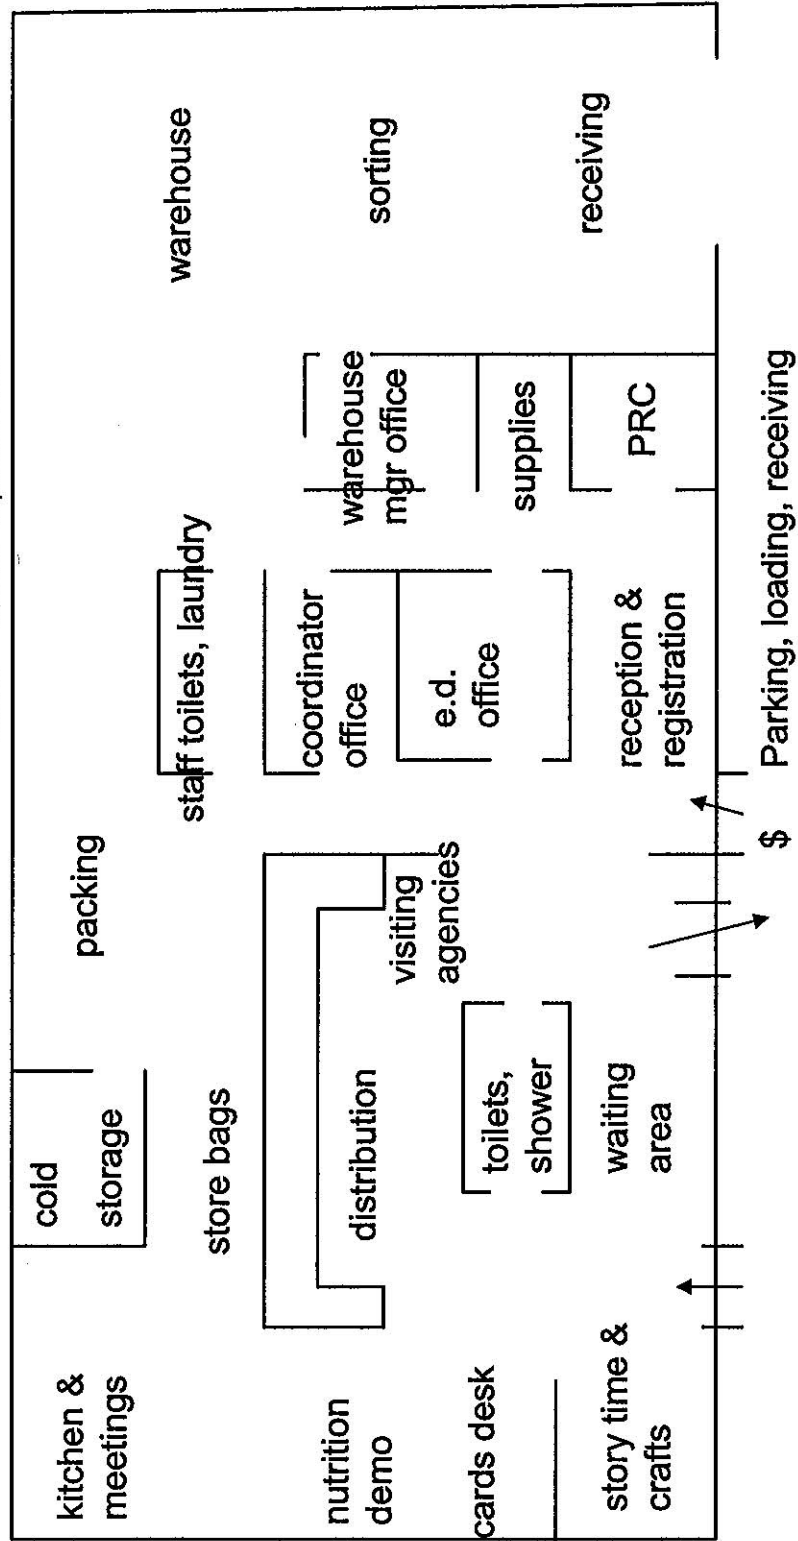 kitchen &
meetings
cold
storage
packing
warehouse
store bags
staff toilets, laundry
nutrition
demo
distribution
visiting
agencies
coordinator
office
warehouse
mgr office
sorting
cards desk
toilets,
shower
e.d.
office
supplies
story time &
crafts
waiting
area
reception &
registration
PRC
receiving
$
Parking, loading, receiving